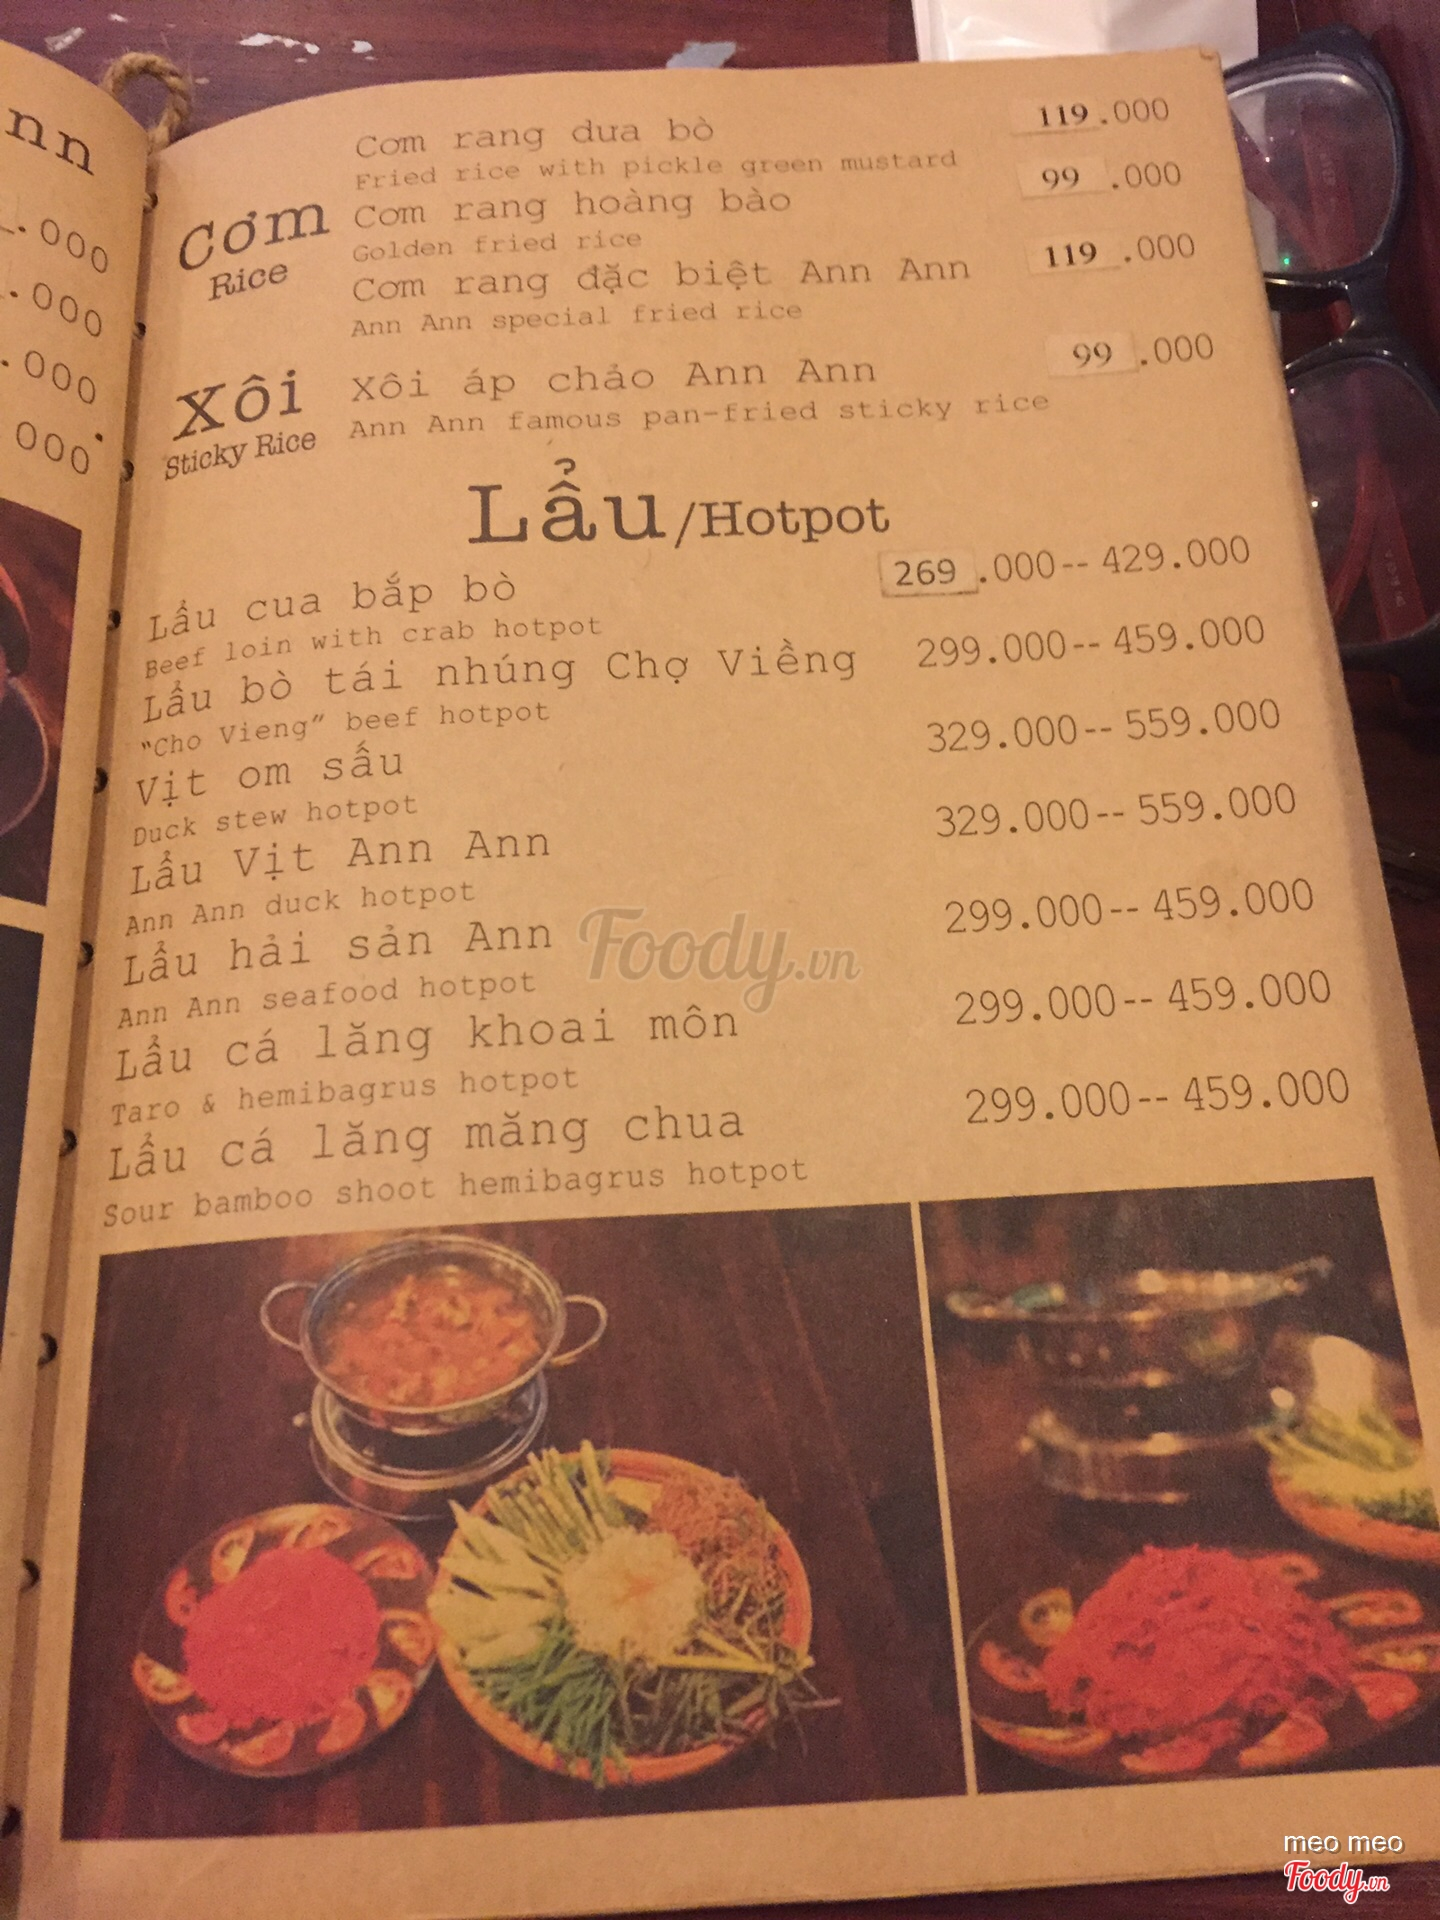 nn
.000
.000
.000
000
Cơm
Rice
Cơm rang dưa bò 119.000
Fried rice with pickle green mustard
Cơm rang hoàng bào 99.000
Golden fried rice
Cơm rang đặc biệt Ann Ann 119.000
Ann Ann special fried rice
Xôi
Sticky Rice
Xôi áp chảo Ann Ann 99.000
Ann Ann famous pan-fried sticky rice
Lẩu/Hotpot
Lẩu cua bắp bò 269.000-- 429.000
Beef loin with crab hotpot
Lẩu bò tái nhúng Chợ Viềng 299.000-- 459.000
"Cho Vieng" beef hotpot
Vịt om sấu 329.000-- 559.000
Duck stew hotpot
Lẩu Vịt Ann Ann 329.000-- 559.000
Ann Ann duck hotpot
Lẩu hải sản Ann 299.000-- 459.000
Ann Ann seafood hotpot
Lẩu cá lăng khoai môn 299.000-- 459.000
Taro & hemibagrus hotpot
Lẩu cá lăng măng chua 299.000-- 459.000
Sour bamboo shoot hemibagrus hotpot
Foody.vn
meo meo
Foody.vn